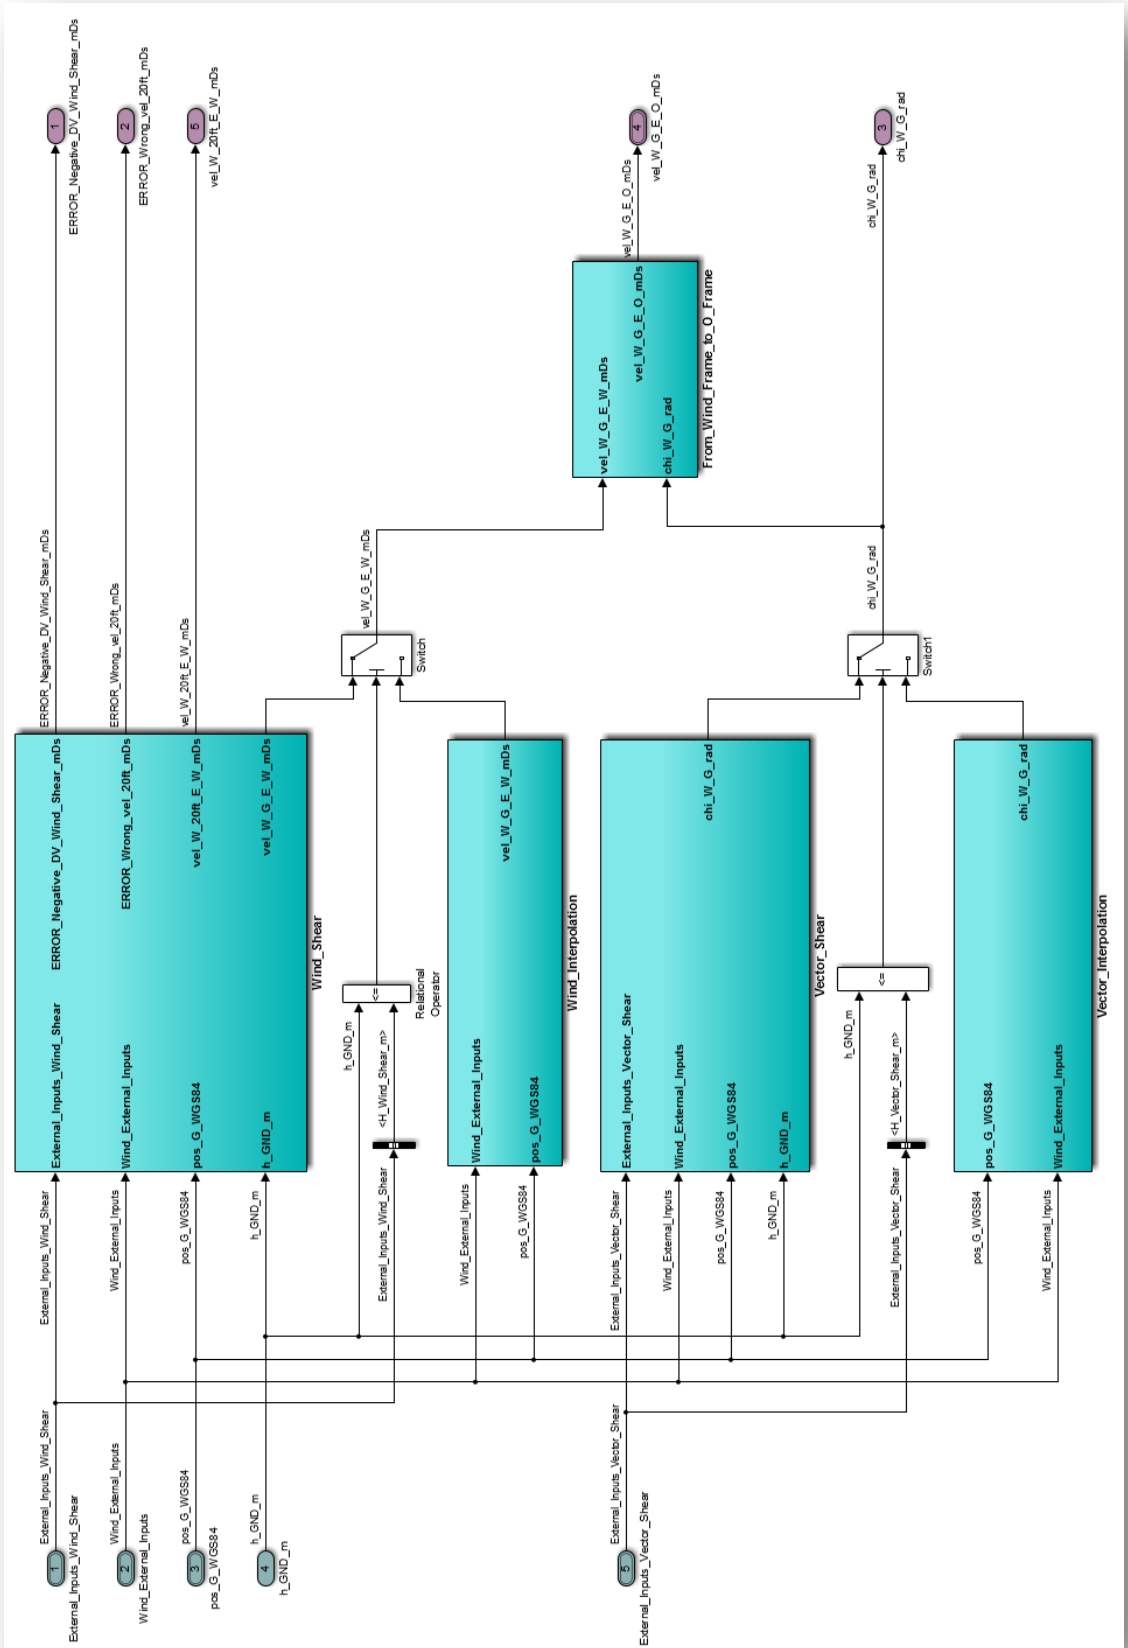 1
External_Inputs_Wind_Shear
External_Inputs_Wind_Shear
External_Inputs_Wind_Shear
External_Inputs_Wind_Shear
ERROR_Negative_DV_Wind_Shear_mDs
ERROR_Negative_DV_Wind_Shear_mDs
1
ERROR_Negative_DV_Wind_Shear_mDs
2
Wind_External_Inputs
Wind_External_Inputs
Wind_External_Inputs
Wind_External_Inputs
ERROR_Wrong_vel_20ft_mDs
ERROR_Wrong_vel_20ft_mDs
2
ERROR_Wrong_vel_20ft_mDs
3
pos_G_WGS84
pos_G_WGS84
pos_G_WGS84
pos_G_WGS84
vel_W_20ft_E_W_mDs
vel_W_20ft_E_W_mDs
5
vel_W_20ft_E_W_mDs
4
h_GND_m
h_GND_m
h_GND_m
h_GND_m
vel_W_G_E_W_mDs
Wind_Shear
h_GND_m
External_Inputs_Wind_Shear
<H_Wind_Shear_m>
<=
Relational
Operator
vel_W_G_E_W_mDs
Switch
Wind_External_Inputs
Wind_External_Inputs
pos_G_WGS84
pos_G_WGS84
vel_W_G_E_W_mDs
Wind_Interpolation
vel_W_G_E_W_mDs
chi_W_G_rad
vel_W_G_E_O_mDs
From_Wind_Frame_to_O_Frame
vel_W_G_E_O_mDs
4
vel_W_G_E_O_mDs
5
External_Inputs_Vector_Shear
External_Inputs_Vector_Shear
External_Inputs_Vector_Shear
External_Inputs_Vector_Shear
Wind_External_Inputs
Wind_External_Inputs
pos_G_WGS84
pos_G_WGS84
h_GND_m
h_GND_m
chi_W_G_rad
Vector_Shear
h_GND_m
External_Inputs_Vector_Shear
<H_Vector_Shear_m>
<=
chi_W_G_rad
Switch1
chi_W_G_rad
3
chi_W_G_rad
pos_G_WGS84
pos_G_WGS84
Wind_External_Inputs
Wind_External_Inputs
chi_W_G_rad
Vector_Interpolation